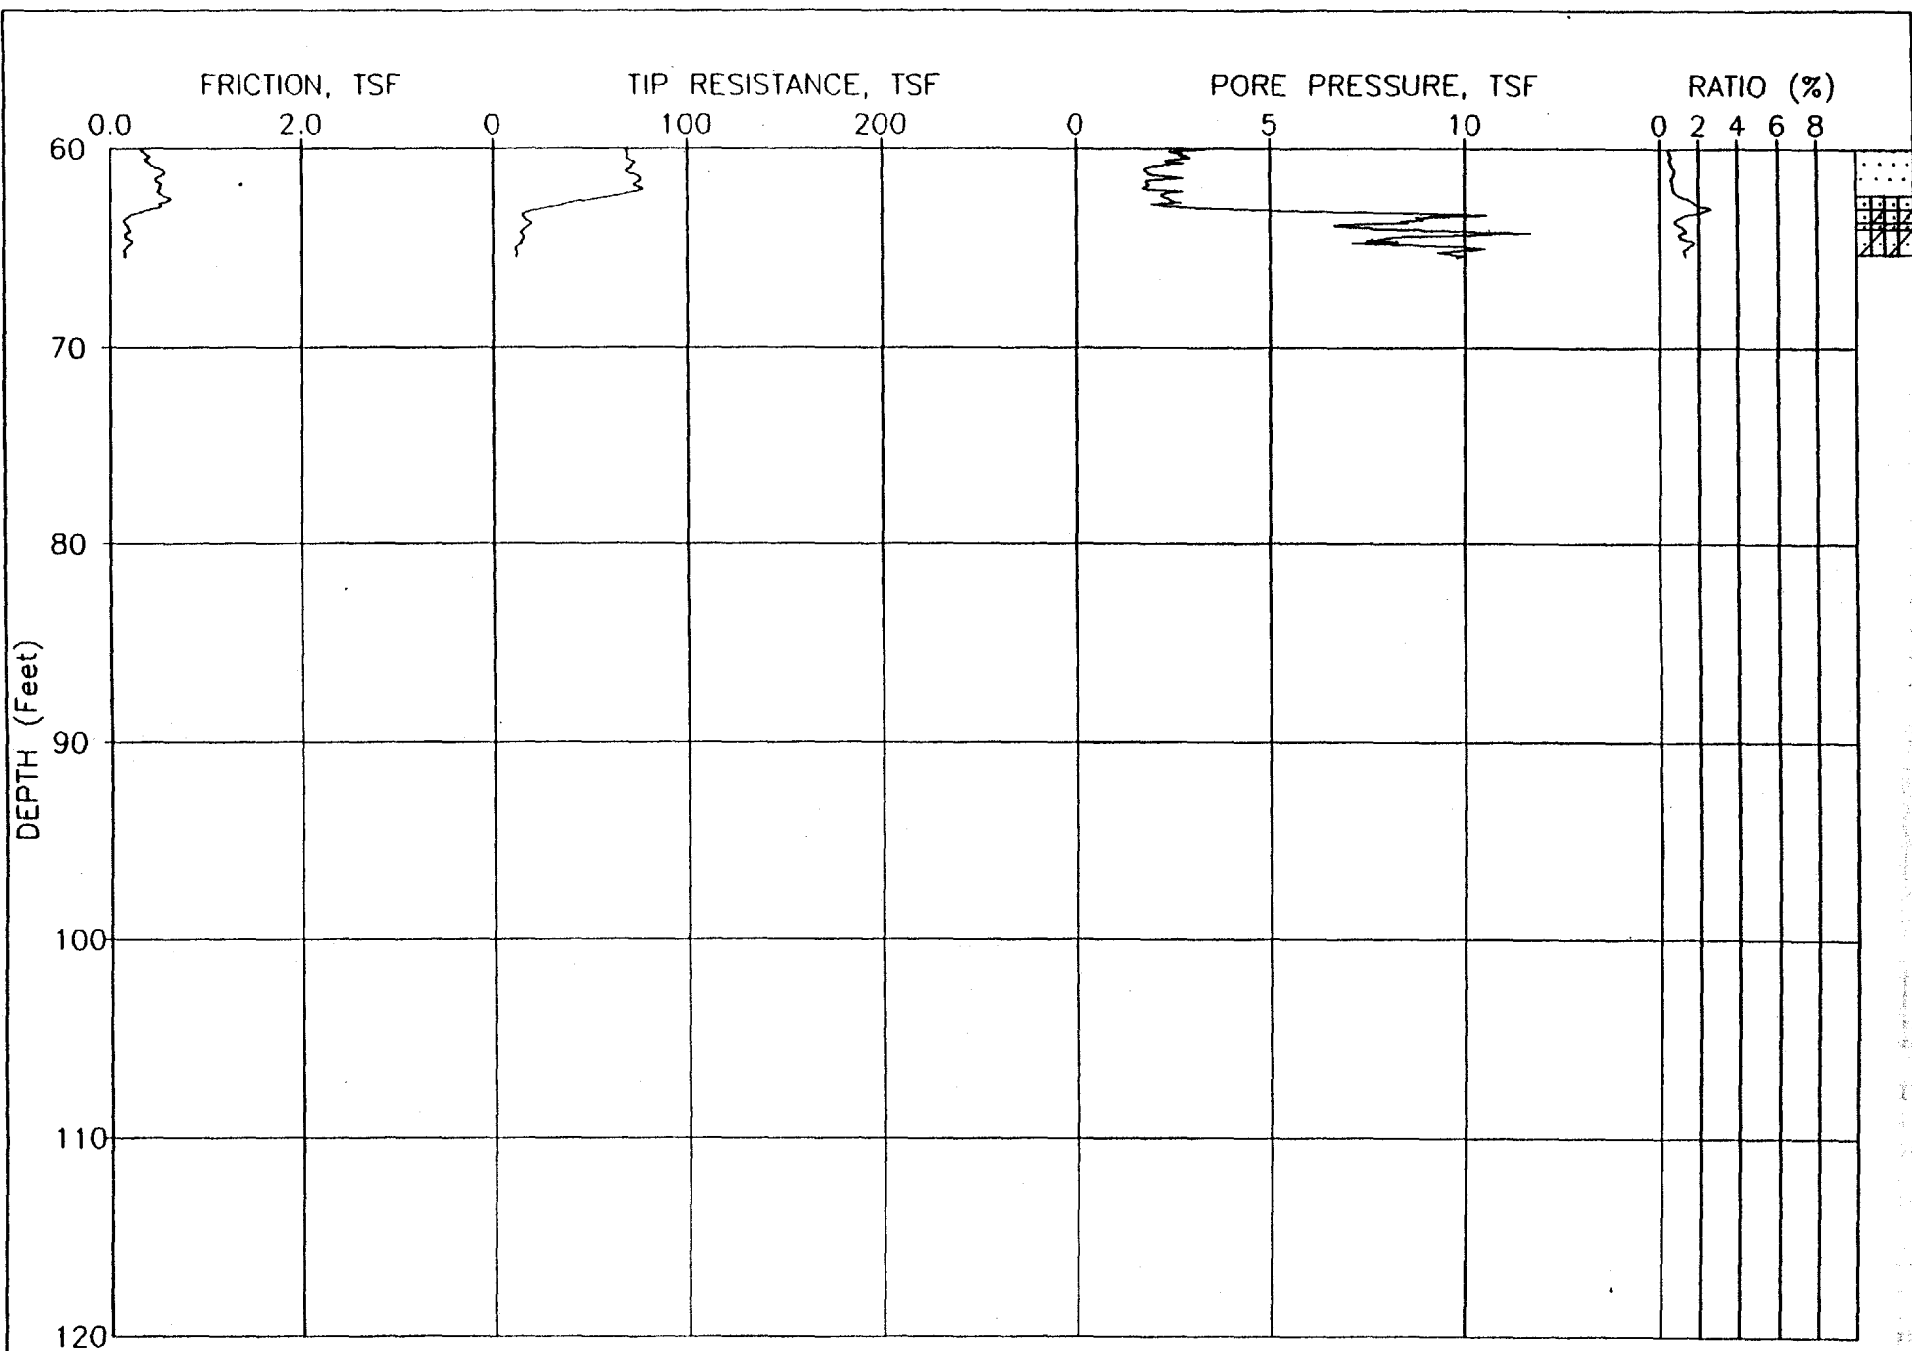 FRICTION, TSF TIP RESISTANCE, TSF PORE PRESSURE, TSF RATIO (%)
0.0 2.0 0 100 200 0 5 10 0 2 4 6 8
60
70
80
DEPTH (Feet)
90
100
110
120